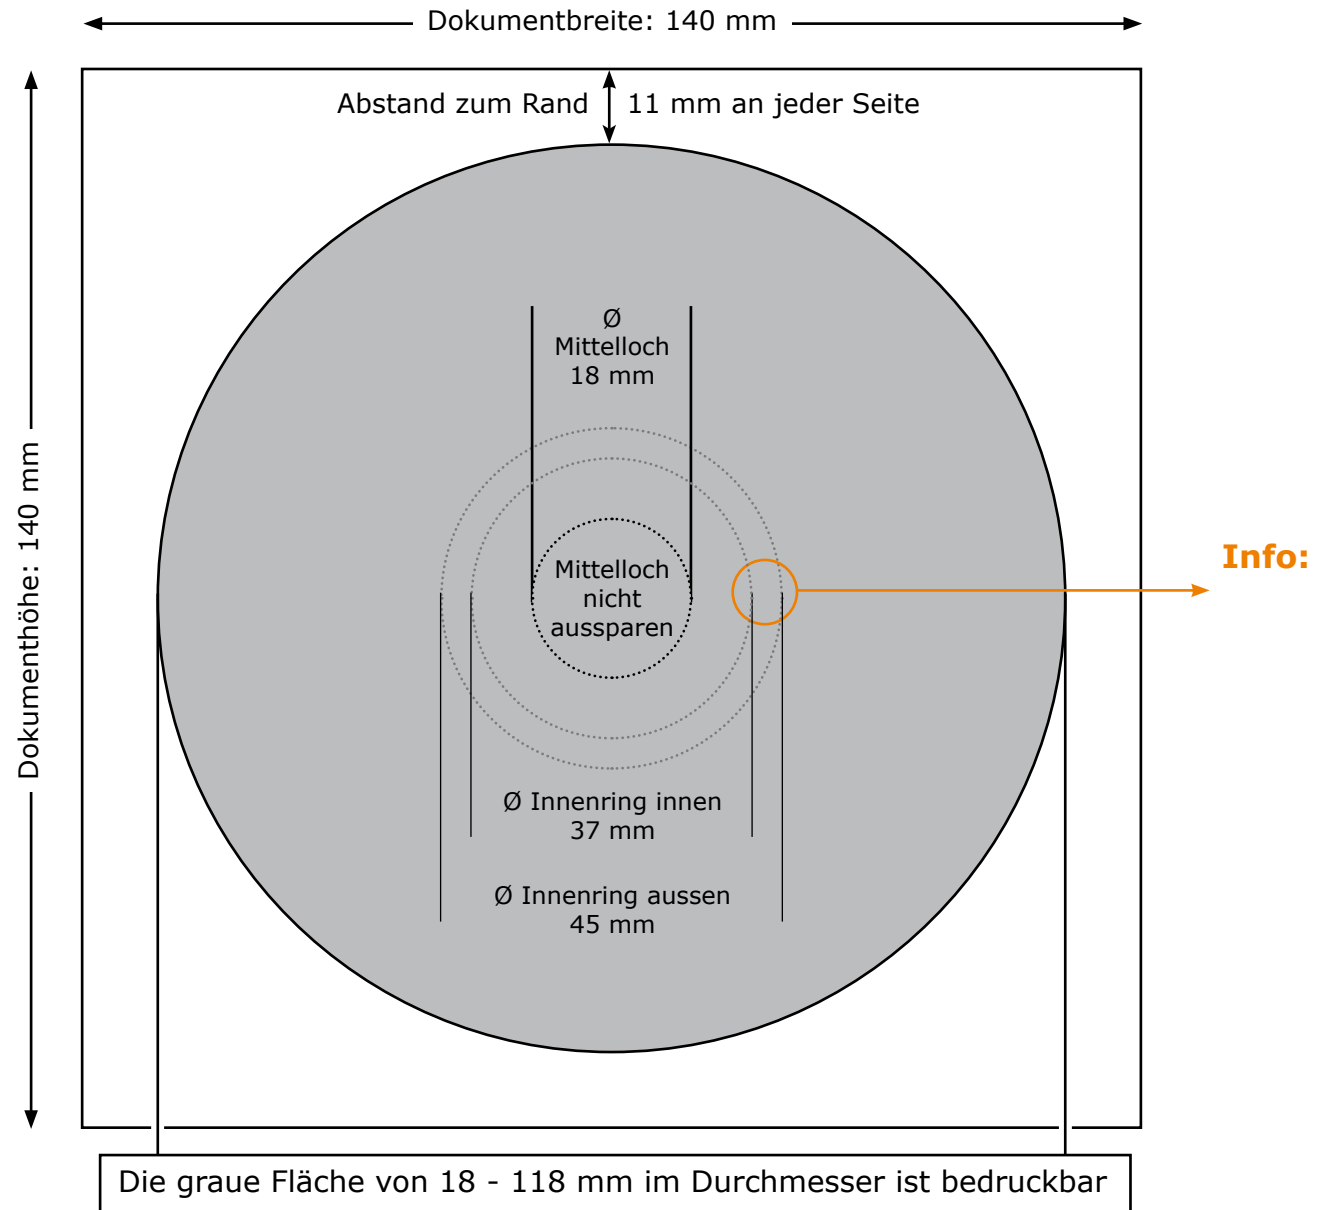 Dokumentbreite: 140 mm
Abstand zum Rand 11 mm an jeder Seite
Dokumenthöhe: 140 mm
Ø
Mittelloch
18 mm
Mittelloch
nicht
aussparen
Info:
Ø Innenring innen
37 mm
Ø Innenring aussen
45 mm
Die graue Fläche von 18 - 118 mm im Durchmesser ist bedruckbar